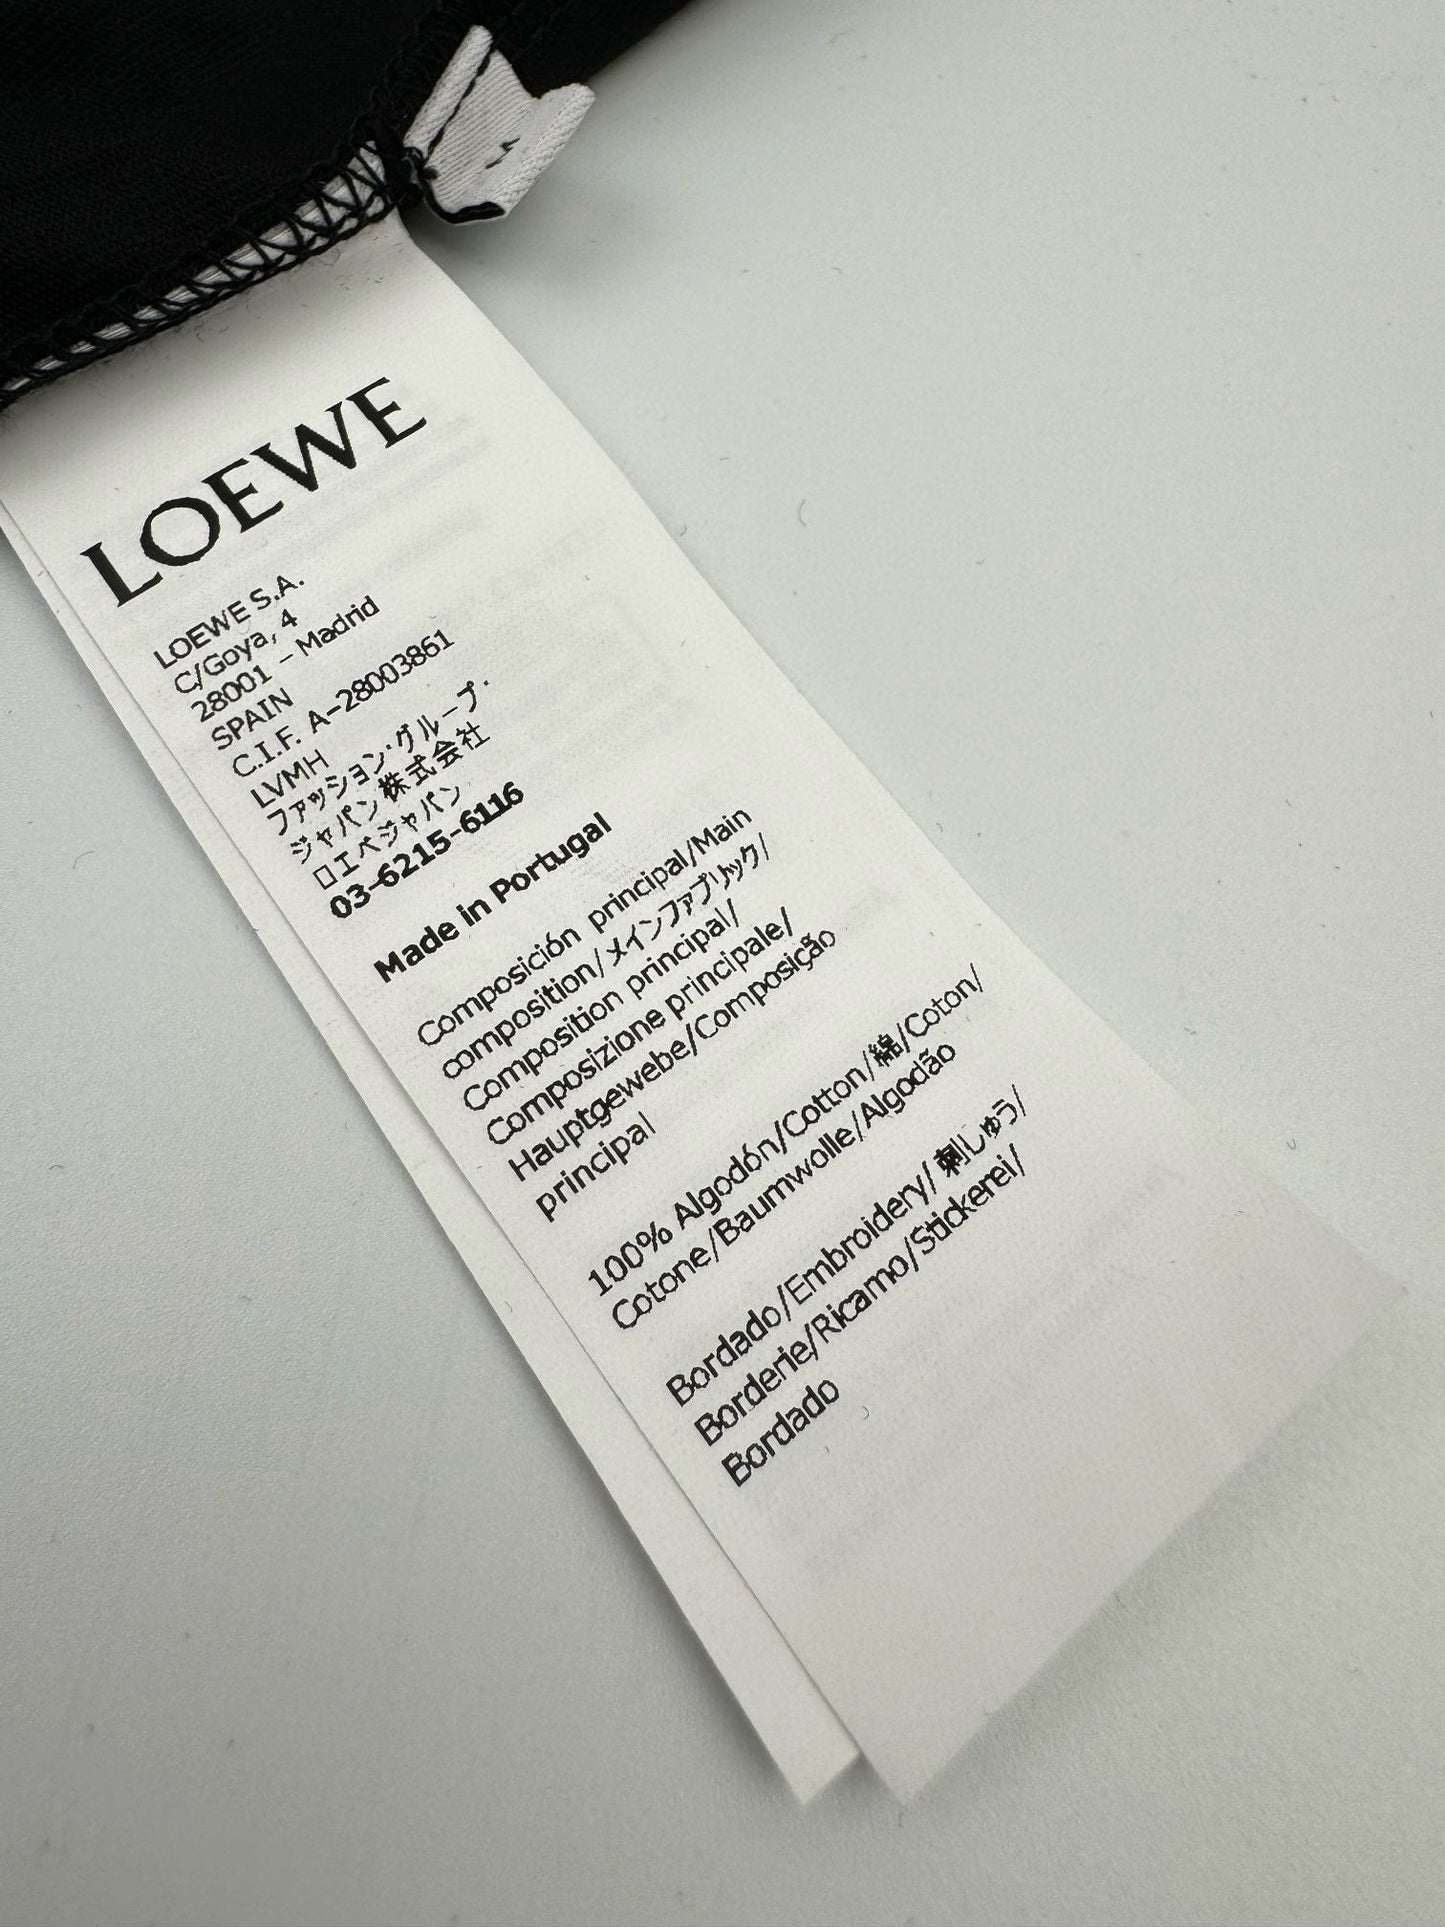 LOEWE
LOEWE S.A.
C/Goya, 4
28001 - Madrid
SPAIN
C.I.F. A-28003861
LVMH
ファッション・グループ・
ジャパン株式会社
ロエベジャパン
03-6215-6116
Made in Portugal
Composición principal/Main
composition/メインファブリック/
Composition principal/
Composizione principale/
Hauptgewebe/Composição
principal
100% Algodón/Cotton/綿/Coton/
Cotone/Baumwolle/Algodão
Bordado/Embroidery/刺しゅう/
Borderie/Ricamo/Stickerei/
Bordado